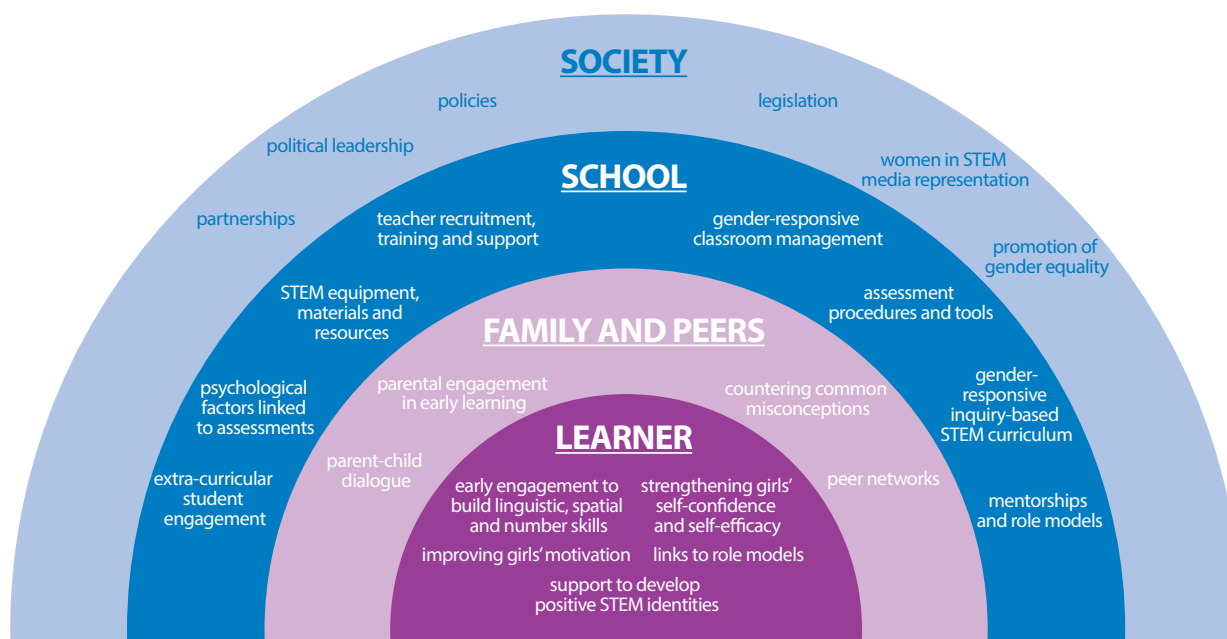 SOCIETY
policies
legislation
political leadership
women in STEM
media representation
partnerships
promotion of
gender equality
SCHOOL
teacher recruitment,
training and support
gender-responsive
classroom management
STEM equipment,
materials and
resources
assessment
procedures and tools
psychological
factors linked
to assessments
gender-
responsive
inquiry-based
STEM curriculum
extra-curricular
student
engagement
mentorships
and role models
FAMILY AND PEERS
parental engagement
in early learning
countering common
misconceptions
parent-child
dialogue
peer networks
LEARNER
early engagement to
build linguistic, spatial
and number skills
strengthening girls’
self-confidence
and self-efficacy
improving girls’ motivation
links to role models
support to develop
positive STEM identities